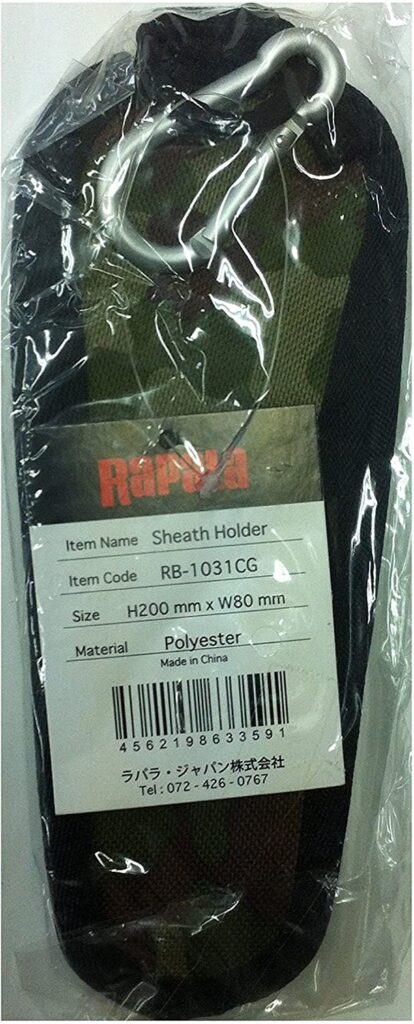 Rapala
Item Name Sheath Holder
Item Code RB-1031CG
Size H200 mm x W80 mm
Material Polyester
Made in China
4562198633591
ラパラ・ジャパン株式会社
Tel : 072 - 426 - 0767